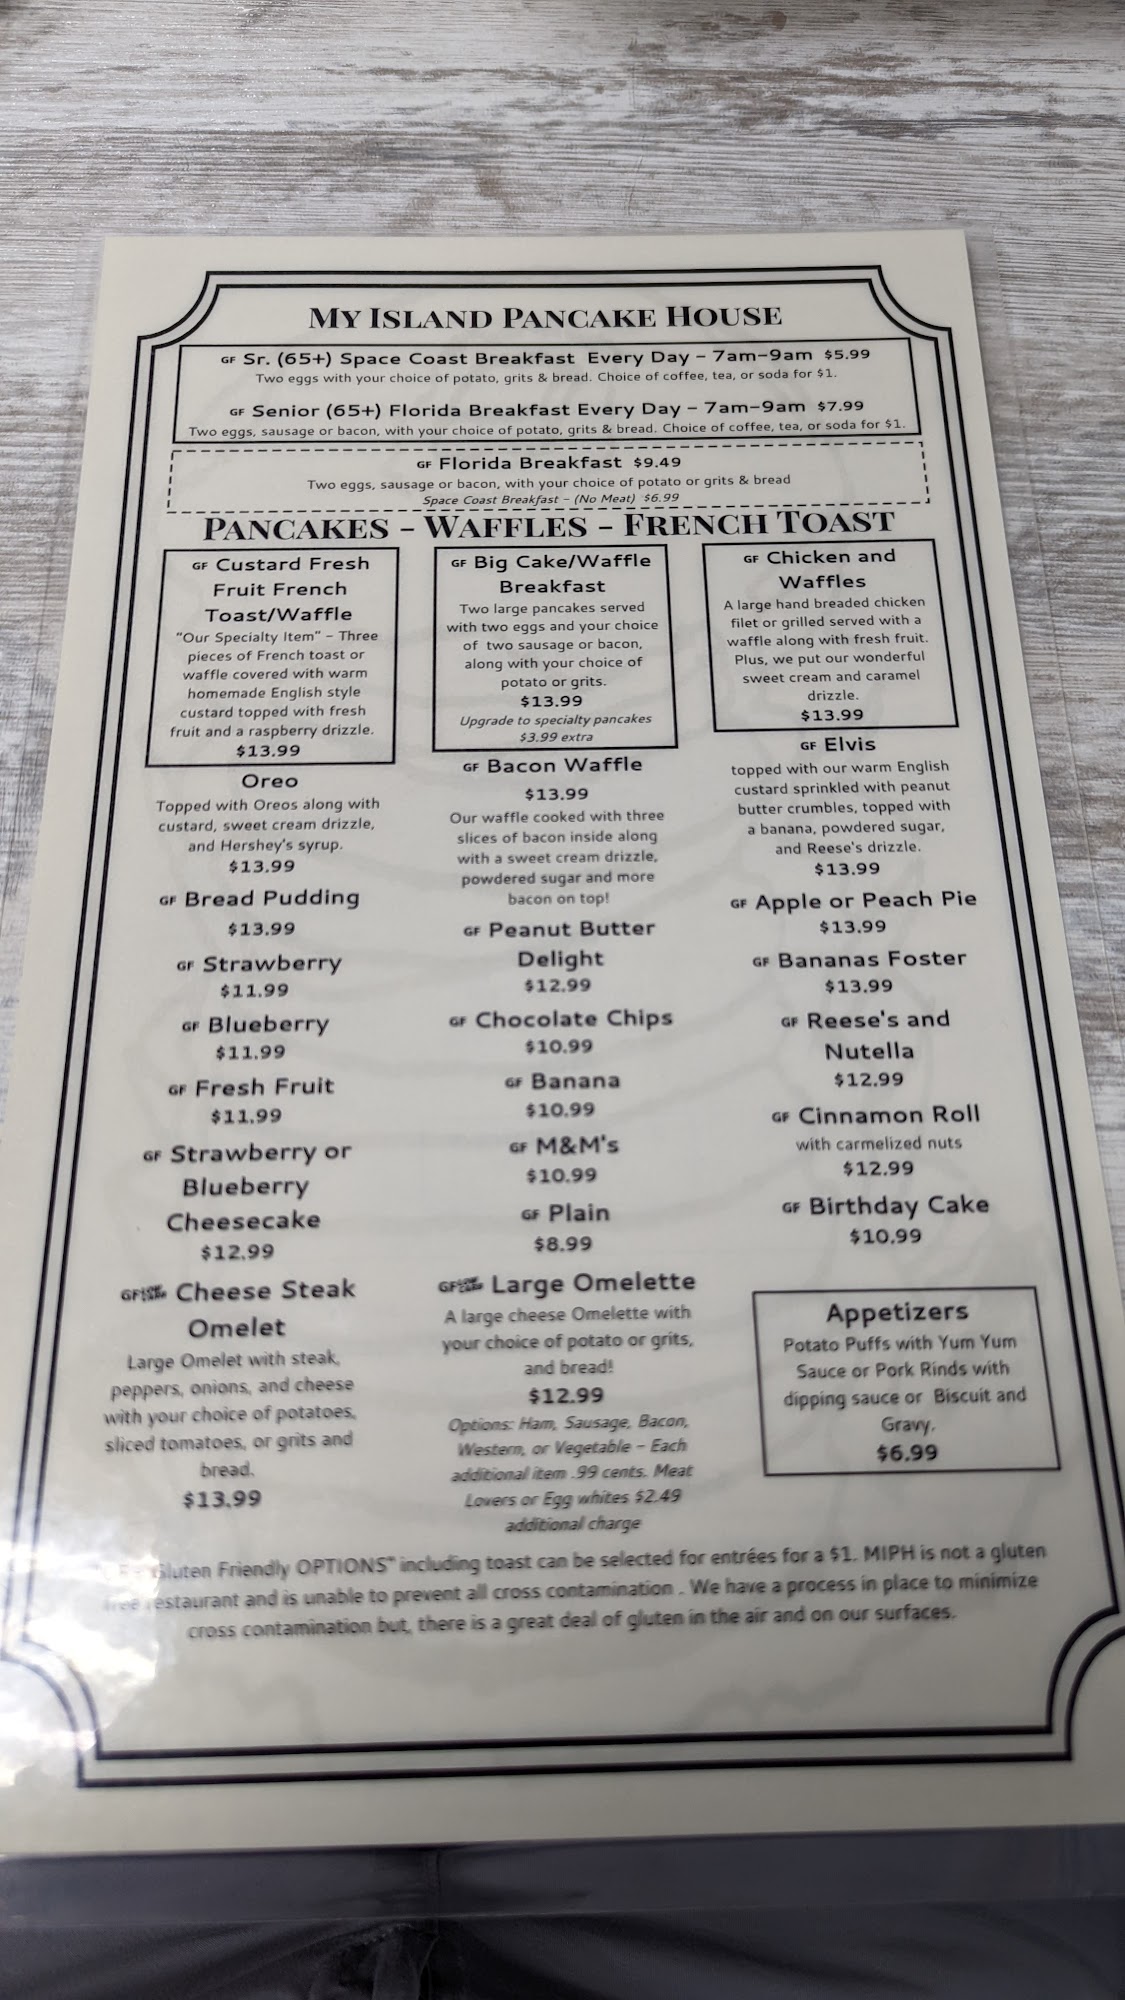 MY ISLAND PANCAKE HOUSE
GF Sr. (65+) Space Coast Breakfast Every Day - 7am-9am $5.99
Two eggs with your choice of potato, grits & bread. Choice of coffee, tea, or soda for $1.
GF Senior (65+) Florida Breakfast Every Day - 7am-9am $7.99
Two eggs, sausage or bacon, with your choice of potato, grits & bread. Choice of coffee, tea, or soda for $1.
GF Florida Breakfast $9.49
Two eggs, sausage or bacon, with your choice of potato or grits & bread
Space Coast Breakfast - (No Meat) $6.99
PANCAKES - WAFFLES - FRENCH TOAST
GF Custard Fresh
Fruit French
Toast/Waffle
"Our Specialty Item" - Three
pieces of French toast or
waffle covered with warm
homemade English style
custard topped with fresh
fruit and a raspberry drizzle.
$13.99
Oreo
Topped with Oreos along with
custard, sweet cream drizzle,
and Hershey's syrup.
$13.99
GF Bread Pudding
$13.99
GF Strawberry
$11.99
GF Blueberry
$11.99
GF Fresh Fruit
$11.99
GF Strawberry or
Blueberry
Cheesecake
$12.99
GF Cheese Steak
Omelet
Large Omelet with steak,
peppers, onions, and cheese
with your choice of potatoes,
sliced tomatoes, or grits and
bread.
$13.99
GF Big Cake/Waffle
Breakfast
Two large pancakes served
with two eggs and your choice
of two sausage or bacon,
along with your choice of
potato or grits.
$13.99
Upgrade to specialty pancakes
$3.99 extra
GF Bacon Waffle
$13.99
Our waffle cooked with three
slices of bacon inside along
with a sweet cream drizzle,
powdered sugar and more
bacon on top!
GF Peanut Butter
Delight
$12.99
GF Chocolate Chips
$10.99
GF Banana
$10.99
GF M&M's
$10.99
GF Plain
$8.99
GF Large Omelette
A large cheese Omelette with
your choice of potato or grits,
and bread!
$12.99
Options: Ham, Sausage, Bacon,
Western, or Vegetable - Each
additional item .99 cents. Meat
Lovers or Egg whites $2.49
additional charge
GF Chicken and
Waffles
A large hand breaded chicken
filet or grilled served with a
waffle along with fresh fruit.
Plus, we put our wonderful
sweet cream and caramel
drizzle.
$13.99
GF Elvis
topped with our warm English
custard sprinkled with peanut
butter crumbles, topped with
a banana, powdered sugar,
and Reese's drizzle.
$13.99
GF Apple or Peach Pie
$13.99
GF Bananas Foster
$13.99
GF Reese's and
Nutella
$12.99
GF Cinnamon Roll
with carmelized nuts
$12.99
GF Birthday Cake
$10.99
Appetizers
Potato Puffs with Yum Yum
Sauce or Pork Rinds with
dipping sauce or Biscuit and
Gravy.
$6.99
Gluten Friendly OPTIONS" including toast can be selected for entrées for a $1. MIPH is not a gluten
free restaurant and is unable to prevent all cross contamination . We have a process in place to minimize
cross contamination but, there is a great deal of gluten in the air and on our surfaces.